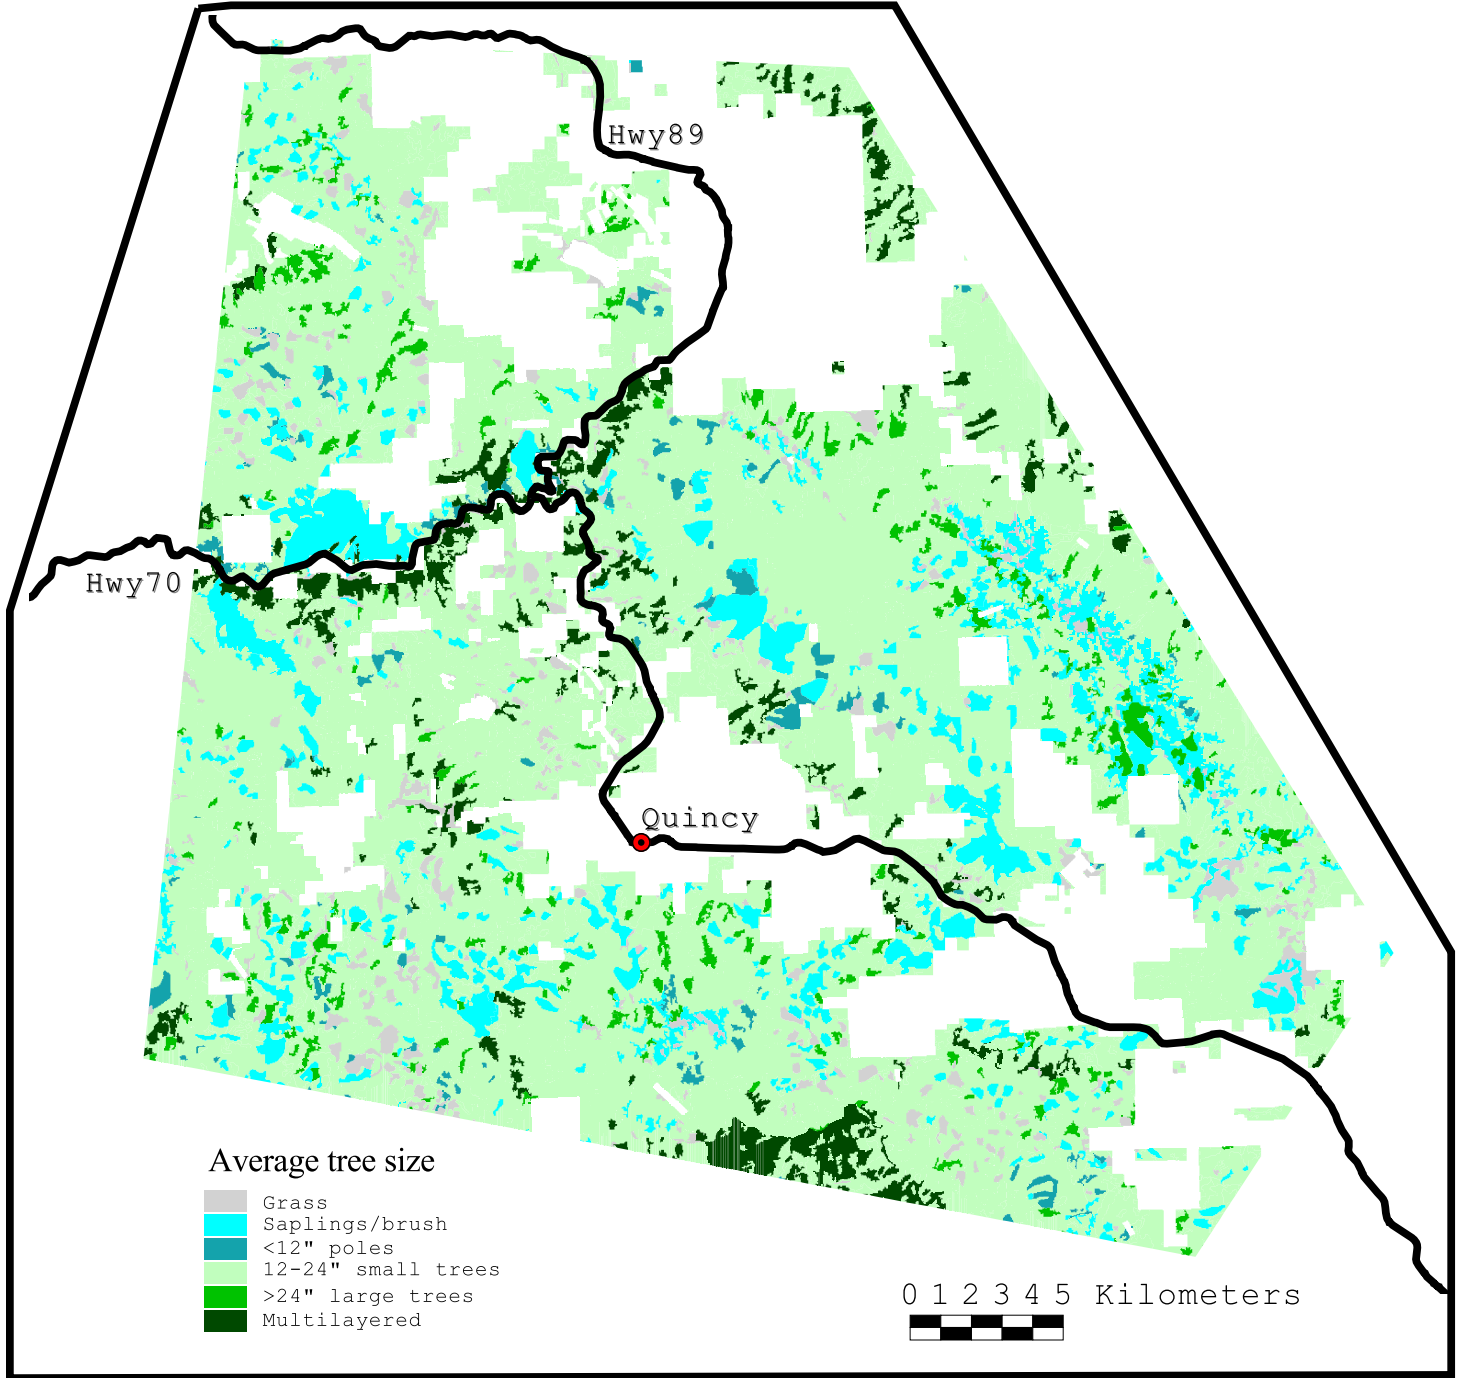 Hwy89
Hwy70
Quincy
Average tree size
Grass
Saplings/brush
<12" poles
12-24" small trees
>24" large trees
Multilayered
0 1 2 3 4 5 Kilometers